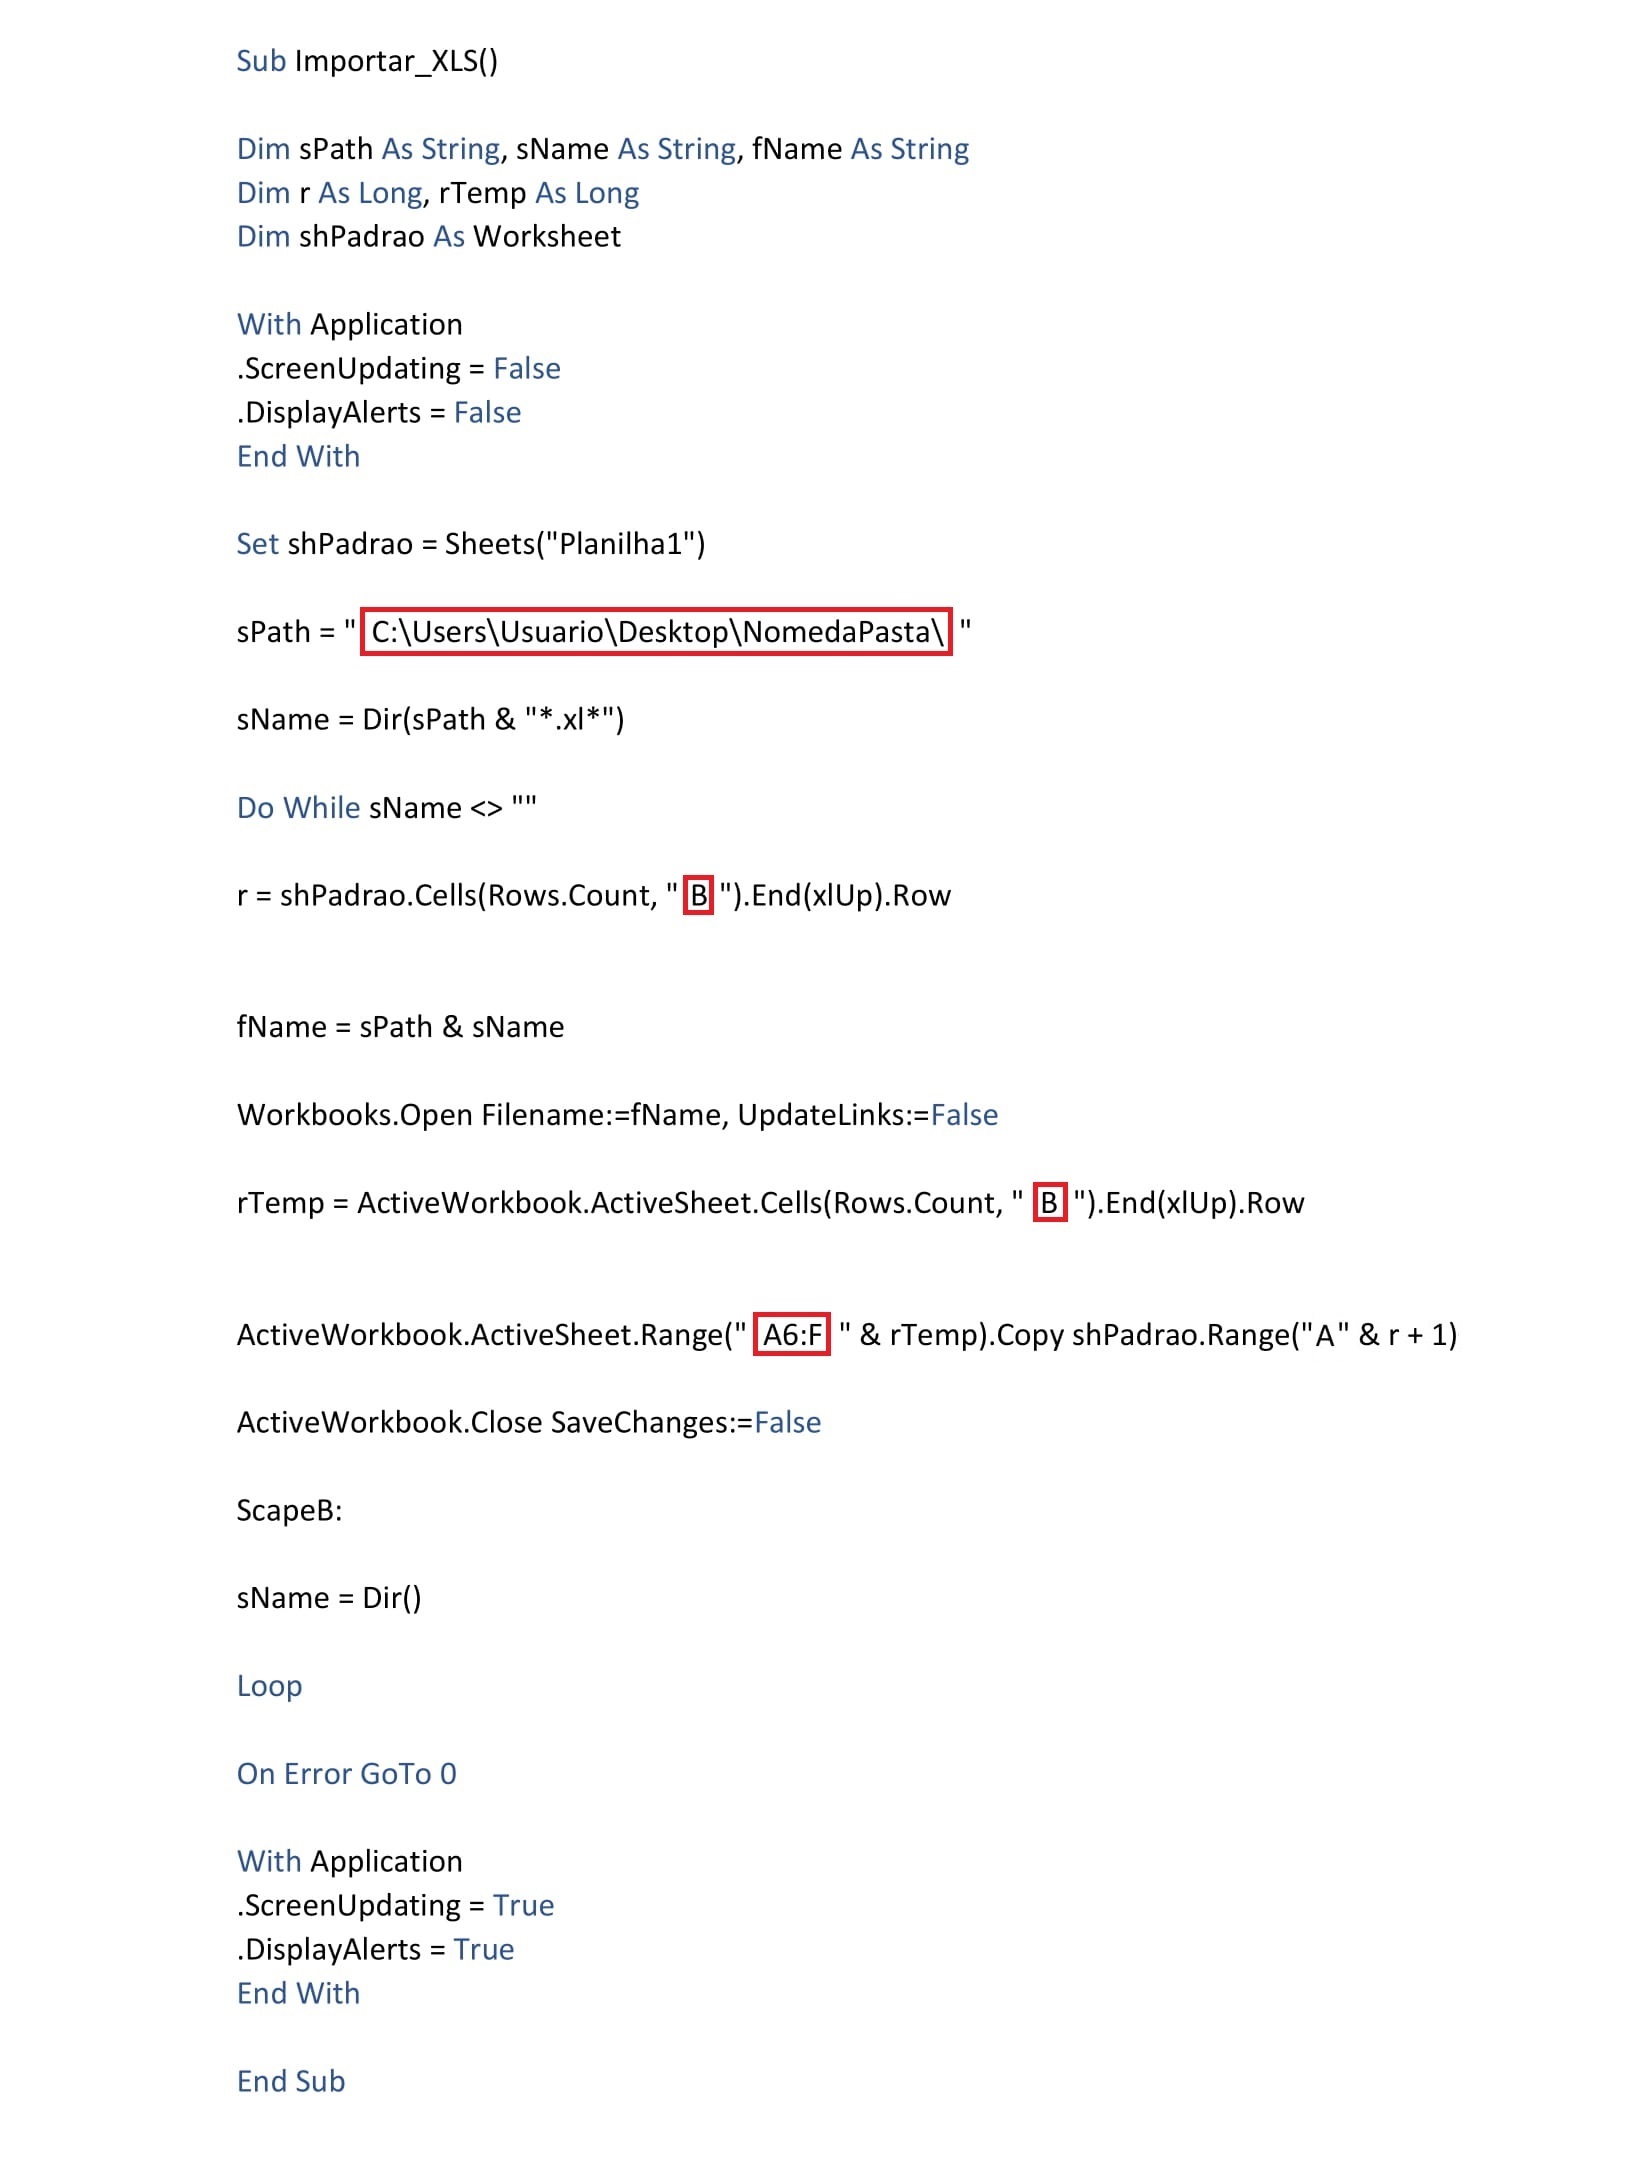 Sub Importar_XLS()
Dim sPath As String, sName As String, fName As String
Dim r As Long, rTemp As Long
Dim shPadrao As Worksheet
With Application
.ScreenUpdating = False
.DisplayAlerts = False
End With
Set shPadrao = Sheets("Planilha1")
sPath = " C:\Users\Usuario\Desktop\NomedaPasta\ "
sName = Dir(sPath & "*.xl*")
Do While sName <> ""
r = shPadrao.Cells(Rows.Count, " B ").End(xlUp).Row
fName = sPath & sName
Workbooks.Open Filename:=fName, UpdateLinks:=False
rTemp = ActiveWorkbook.ActiveSheet.Cells(Rows.Count, " B ").End(xlUp).Row
ActiveWorkbook.ActiveSheet.Range(" A6:F " & rTemp).Copy shPadrao.Range("A" & r + 1)
ActiveWorkbook.Close SaveChanges:=False
ScapeB:
sName = Dir()
Loop
On Error GoTo 0
With Application
.ScreenUpdating = True
.DisplayAlerts = True
End With
End Sub